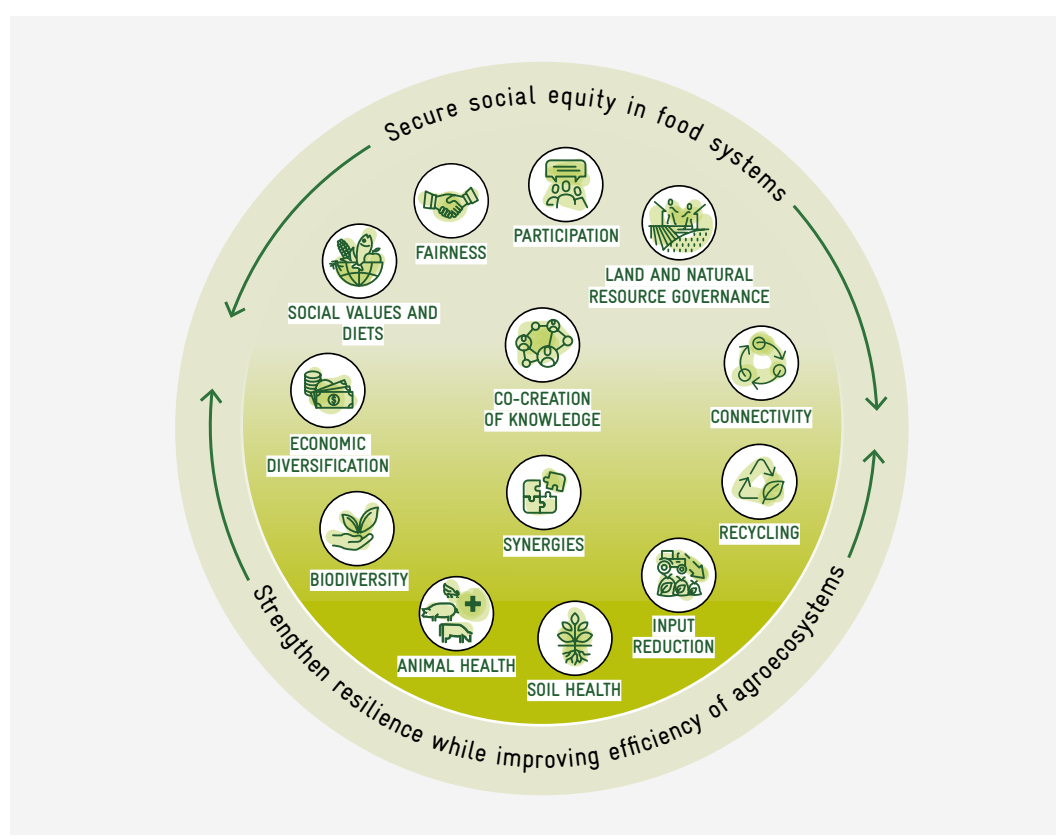 Secure social equity in food systems
PARTICIPATION
FAIRNESS
LAND AND NATURAL
RESOURCE GOVERNANCE
SOCIAL VALUES AND
DIETS
CO-CREATION
OF KNOWLEDGE
CONNECTIVITY
ECONOMIC
DIVERSIFICATION
SYNERGIES
RECYCLING
BIODIVERSITY
INPUT
REDUCTION
ANIMAL HEALTH
SOIL HEALTH
Strengthen resilience while improving efficiency of agroecosystems